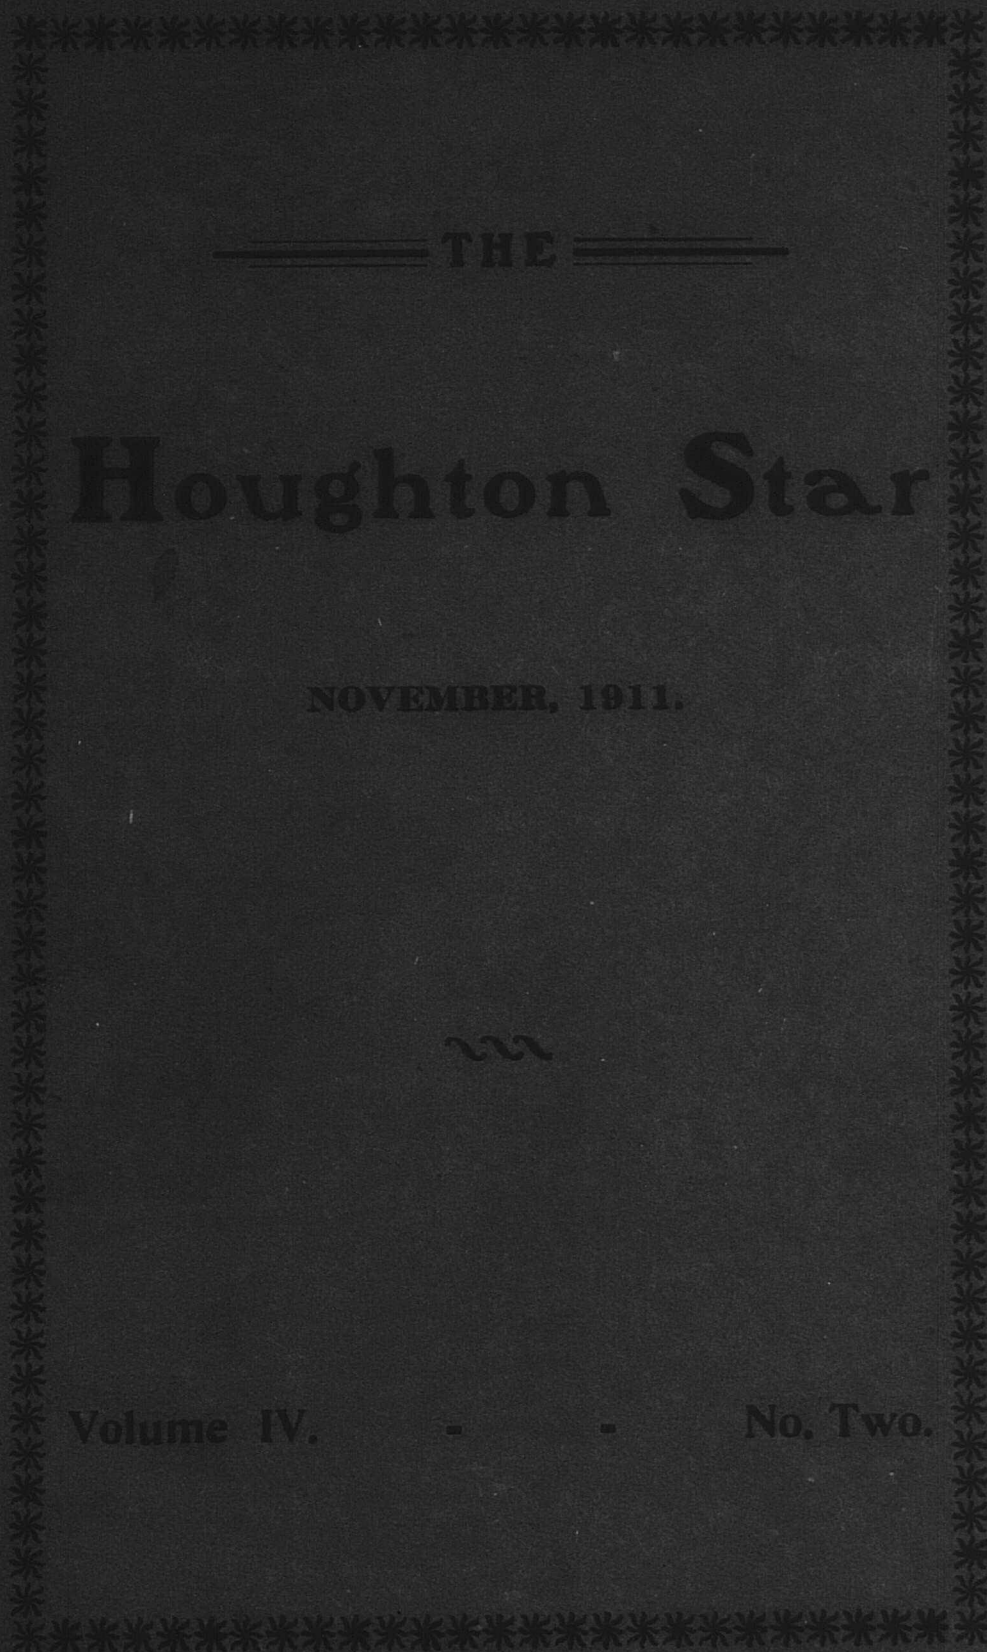 THE
Houghton Star
NOVEMBER, 1911.
Volume IV. - - No. Two.